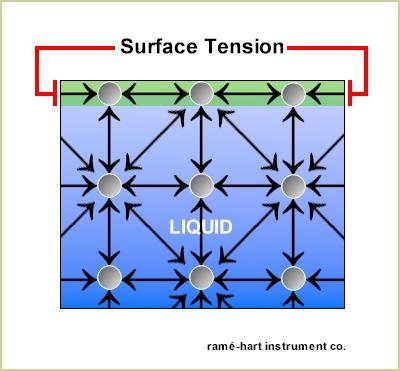 Surface Tension
LIQUID
ramé-hart instrument co.